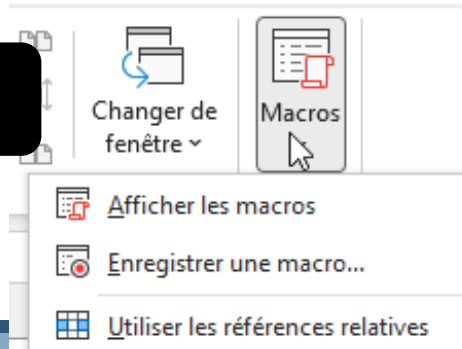 Changer de
fenêtre
Macros
Afficher les macros
Enregistrer une macro...
Utiliser les références relatives